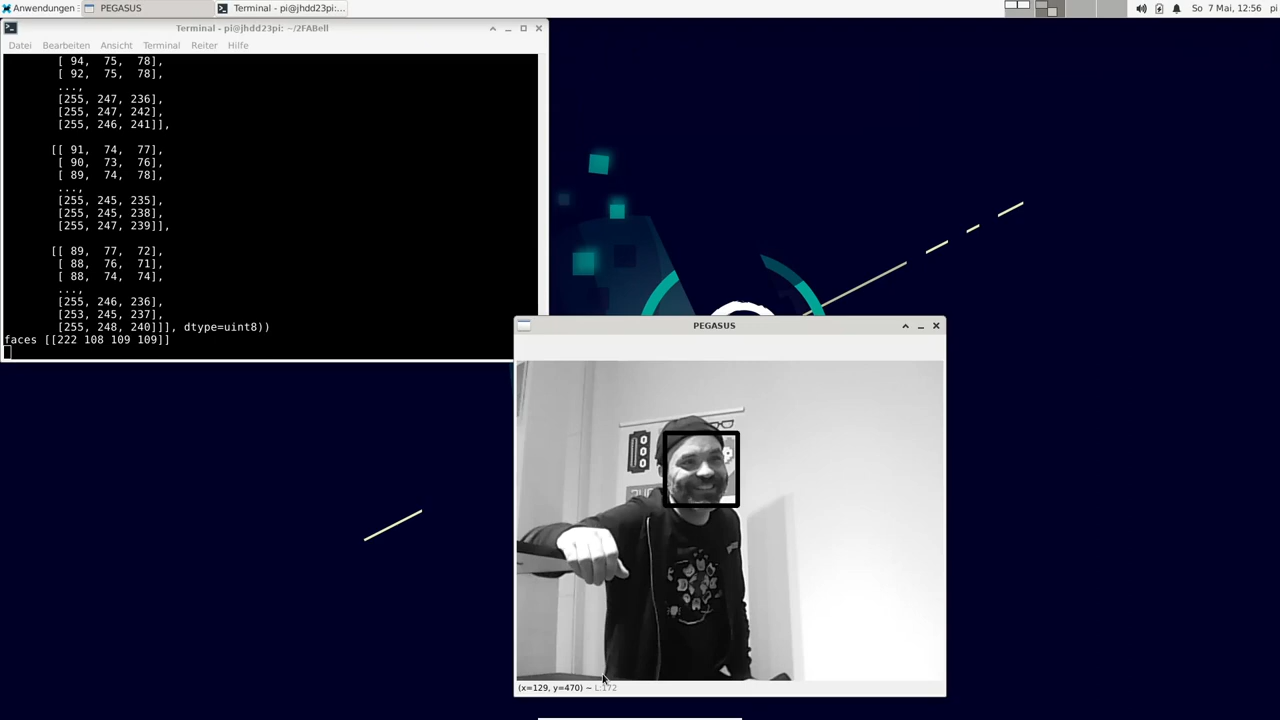 Anwendungen
PEGASUS
Terminal - pi@jhdd23pi:...
So 7 Mai, 12:56
pi
Terminal - pi@jhdd23pi: ~/2FABell
Datei Bearbeiten Ansicht Terminal Reiter Hilfe
[ 94, 75, 78],
[ 92, 75, 78],
...,
[255, 247, 236],
[255, 247, 242],
[255, 246, 241]],
[[ 91, 74, 77],
[ 90, 73, 76],
[ 89, 74, 78],
...,
[255, 245, 235],
[255, 245, 238],
[255, 247, 239]],
[[ 89, 77, 72],
[ 88, 76, 71],
[ 88, 74, 74],
...,
[255, 246, 236],
[253, 245, 237],
[255, 248, 240]]], dtype=uint8))
faces [[222 108 109 109]]
PEGASUS
(x=129, y=470) ~ L:172